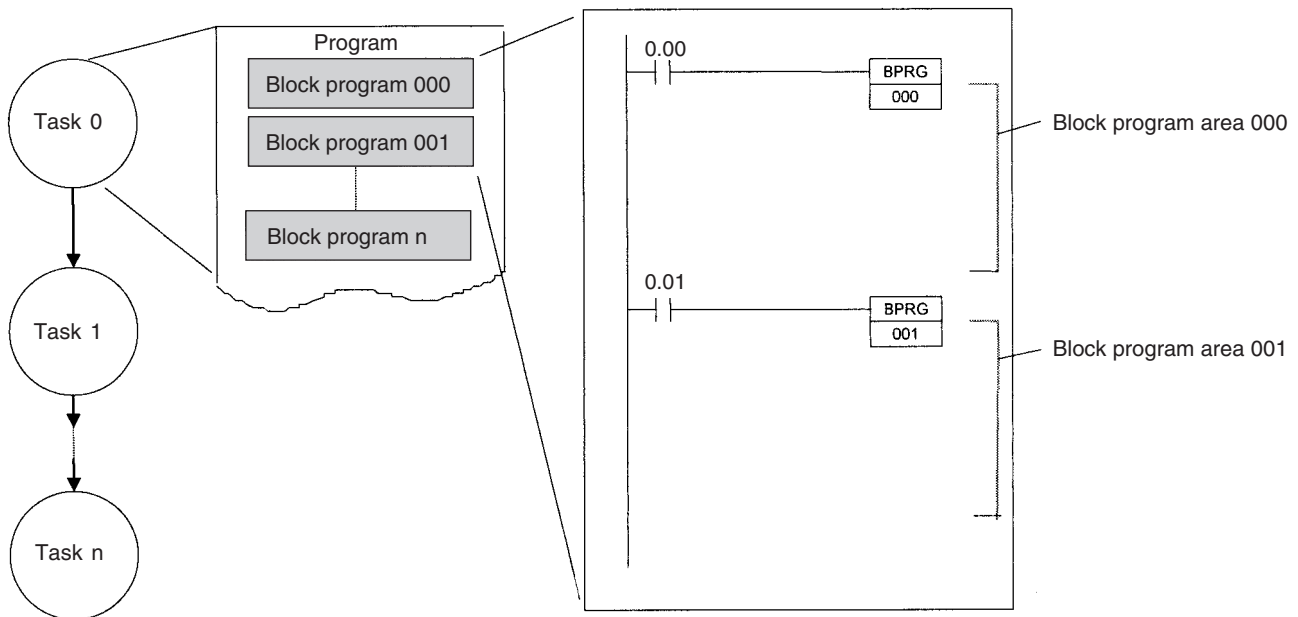 Task 0
Task 1
Task n
Program
Block program 000
Block program 001
Block program n
0.00
BPRG
000
Block program area 000
0.01
BPRG
001
Block program area 001